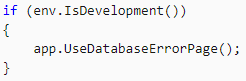 if (env.IsDevelopment())
{
    app.UseDatabaseErrorPage();
}